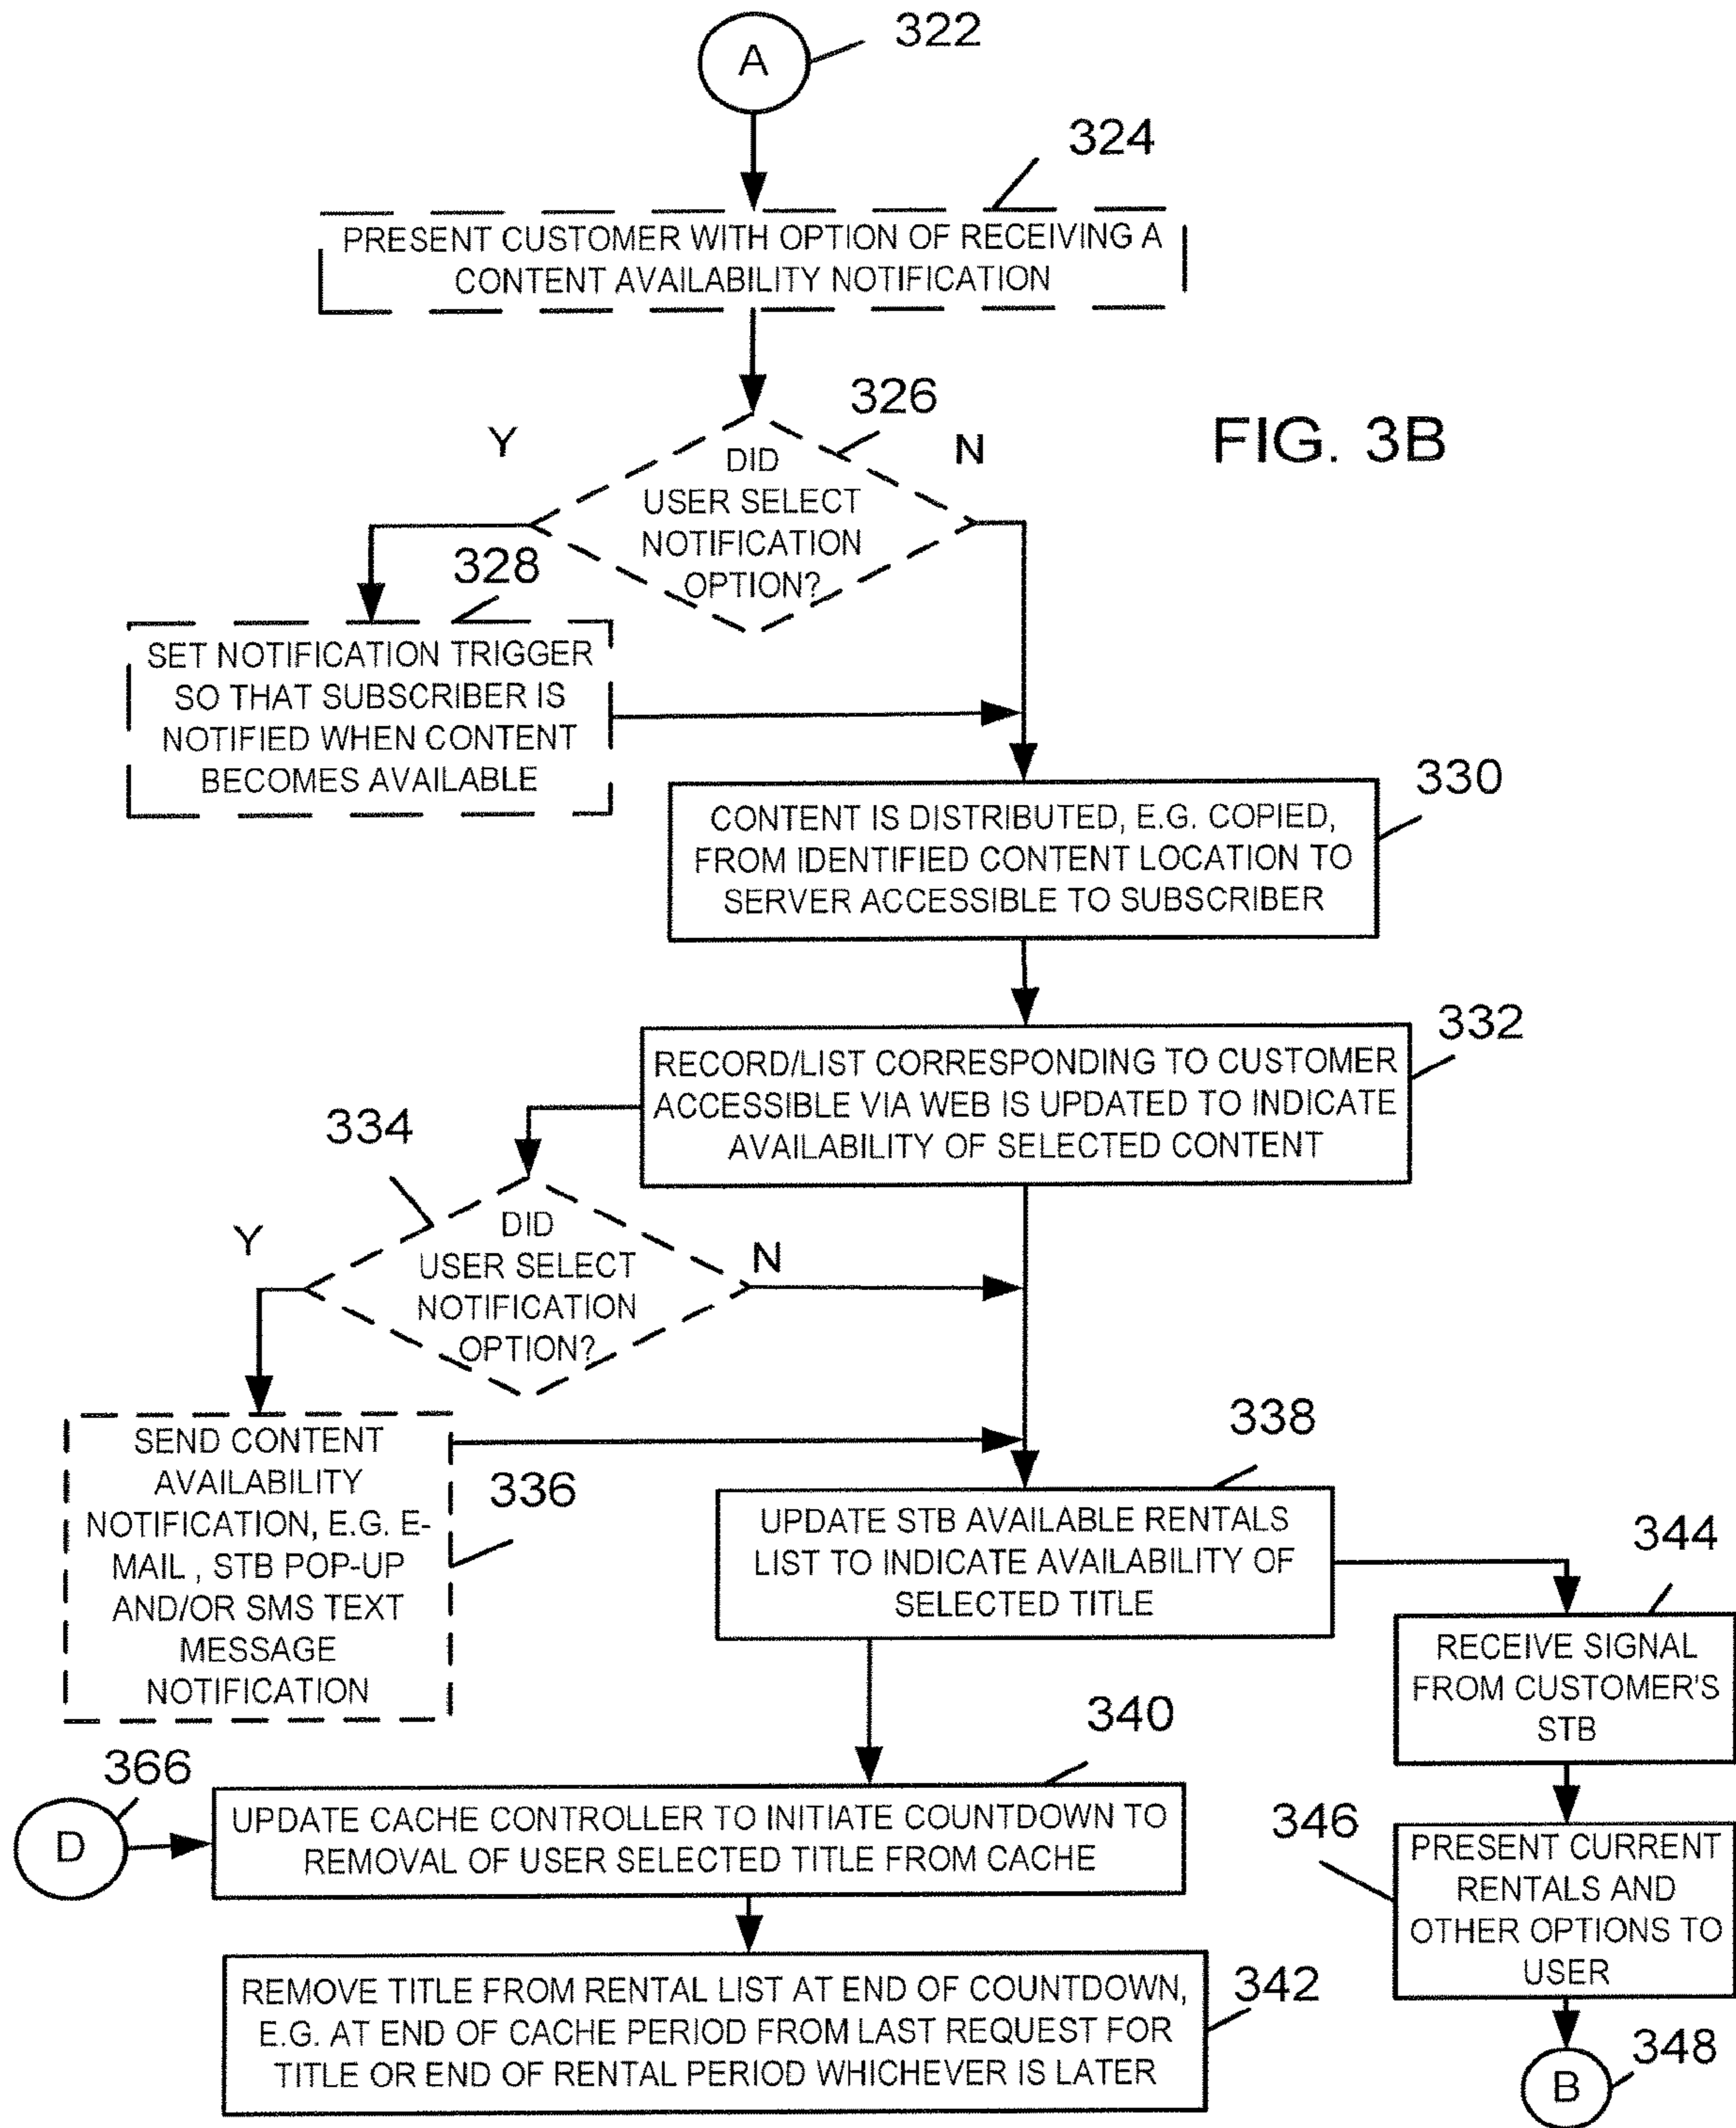 A
322
324
PRESENT CUSTOMER WITH OPTION OF RECEIVING A
CONTENT AVAILABILITY NOTIFICATION
326
Y
N
DID
USER SELECT
NOTIFICATION
OPTION?
FIG. 3B
328
SET NOTIFICATION TRIGGER
SO THAT SUBSCRIBER IS
NOTIFIED WHEN CONTENT
BECOMES AVAILABLE
330
CONTENT IS DISTRIBUTED, E.G. COPIED,
FROM IDENTIFIED CONTENT LOCATION TO
SERVER ACCESSIBLE TO SUBSCRIBER
332
RECORD/LIST CORRESPONDING TO CUSTOMER
ACCESSIBLE VIA WEB IS UPDATED TO INDICATE
AVAILABILITY OF SELECTED CONTENT
334
Y
N
DID
USER SELECT
NOTIFICATION
OPTION?
336
SEND CONTENT
AVAILABILITY
NOTIFICATION, E.G. E-
MAIL , STB POP-UP
AND/OR SMS TEXT
MESSAGE
NOTIFICATION
338
UPDATE STB AVAILABLE RENTALS
LIST TO INDICATE AVAILABILITY OF
SELECTED TITLE
344
RECEIVE SIGNAL
FROM CUSTOMER'S
STB
340
366
D
UPDATE CACHE CONTROLLER TO INITIATE COUNTDOWN TO
REMOVAL OF USER SELECTED TITLE FROM CACHE
346
PRESENT CURRENT
RENTALS AND
OTHER OPTIONS TO
USER
342
REMOVE TITLE FROM RENTAL LIST AT END OF COUNTDOWN,
E.G. AT END OF CACHE PERIOD FROM LAST REQUEST FOR
TITLE OR END OF RENTAL PERIOD WHICHEVER IS LATER
B
348